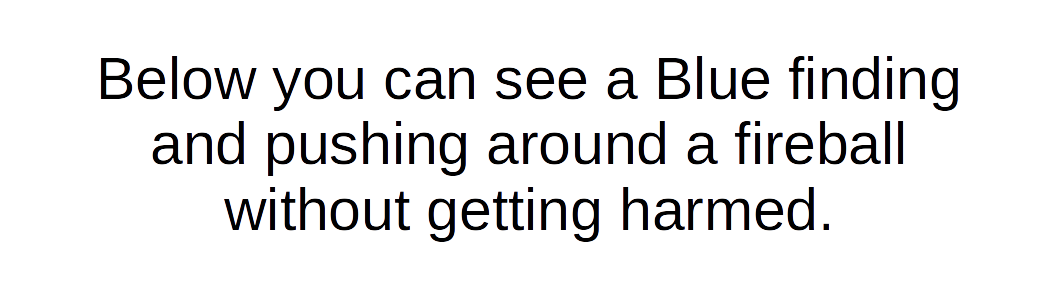 Below you can see a Blue finding
and pushing around a fireball
without getting harmed.